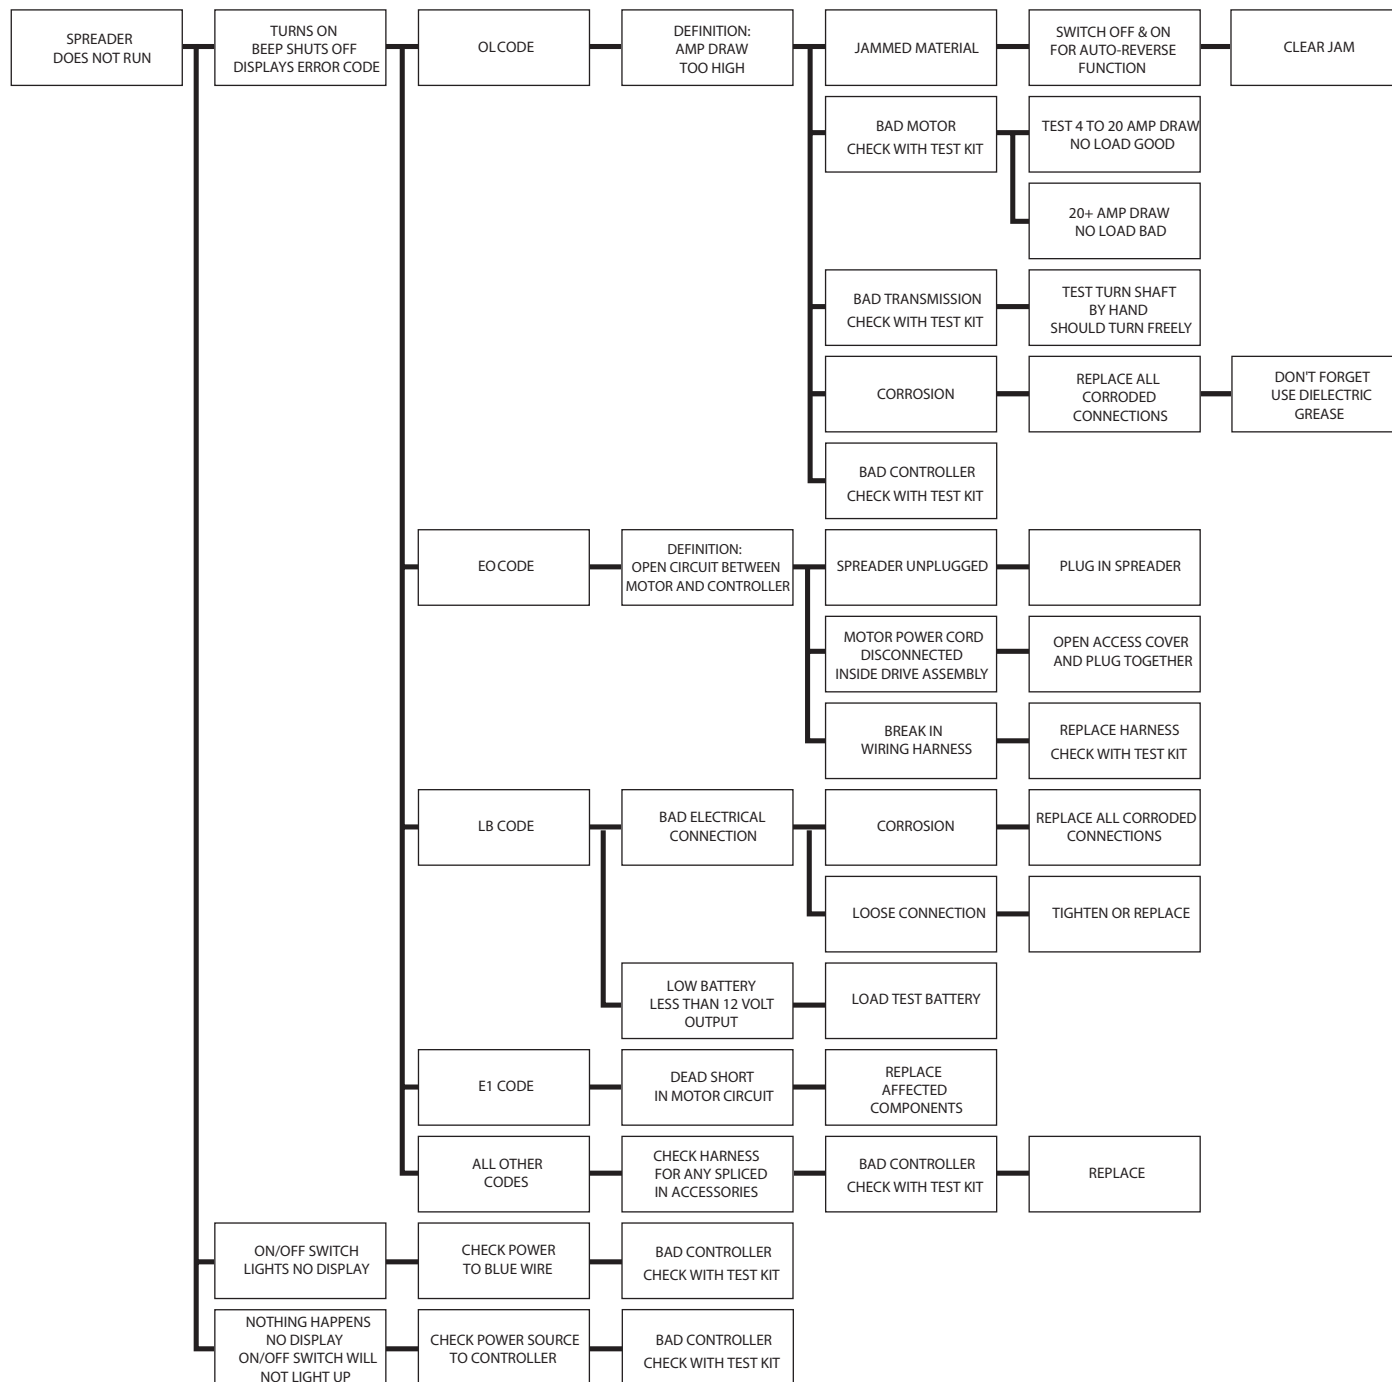 SPREADER
DOES NOT RUN
TURNS ON
BEEP SHUTS OFF
DISPLAYS ERROR CODE
OL CODE
DEFINITION:
AMP DRAW
TOO HIGH
JAMMED MATERIAL
SWITCH OFF & ON
FOR AUTO-REVERSE
FUNCTION
CLEAR JAM
BAD MOTOR
CHECK WITH TEST KIT
TEST 4 TO 20 AMP DRAW
NO LOAD GOOD
20+ AMP DRAW
NO LOAD BAD
BAD TRANSMISSION
CHECK WITH TEST KIT
TEST TURN SHAFT
BY HAND
SHOULD TURN FREELY
CORROSION
REPLACE ALL
CORRODED
CONNECTIONS
DON'T FORGET
USE DIELECTRIC
GREASE
BAD CONTROLLER
CHECK WITH TEST KIT
EO CODE
DEFINITION:
OPEN CIRCUIT BETWEEN
MOTOR AND CONTROLLER
SPREADER UNPLUGGED
PLUG IN SPREADER
MOTOR POWER CORD
DISCONNECTED
INSIDE DRIVE ASSEMBLY
OPEN ACCESS COVER
AND PLUG TOGETHER
BREAK IN
WIRING HARNESS
REPLACE HARNESS
CHECK WITH TEST KIT
LB CODE
BAD ELECTRICAL
CONNECTION
CORROSION
REPLACE ALL CORRODED
CONNECTIONS
LOOSE CONNECTION
TIGHTEN OR REPLACE
LOW BATTERY
LESS THAN 12 VOLT
OUTPUT
LOAD TEST BATTERY
E1 CODE
DEAD SHORT
IN MOTOR CIRCUIT
REPLACE
AFFECTED
COMPONENTS
ALL OTHER
CODES
CHECK HARNESS
FOR ANY SPLICED
IN ACCESSORIES
BAD CONTROLLER
CHECK WITH TEST KIT
REPLACE
ON/OFF SWITCH
LIGHTS NO DISPLAY
CHECK POWER
TO BLUE WIRE
BAD CONTROLLER
CHECK WITH TEST KIT
NOTHING HAPPENS
NO DISPLAY
ON/OFF SWITCH WILL
NOT LIGHT UP
CHECK POWER SOURCE
TO CONTROLLER
BAD CONTROLLER
CHECK WITH TEST KIT